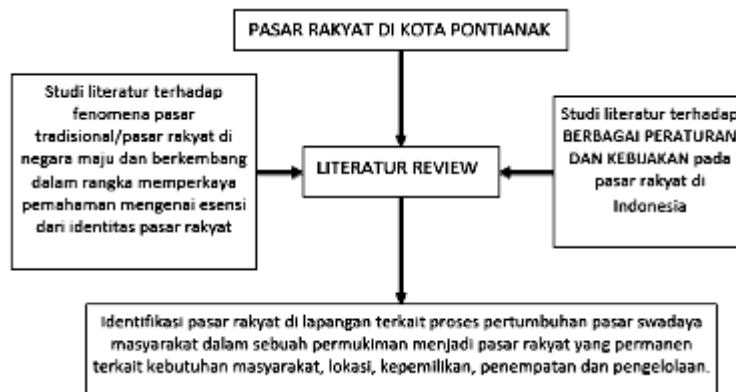 PASAR RAKYAT DI KOTA PONTIANAK
Studi literatur terhadap
fenomena pasar
tradisional/pasar rakyat di
negara maju dan berkembang
dalam rangka memperkaya
pemahaman mengenai esensi
dari identitas pasar rakyat
LITERATUR REVIEW
Studi literatur terhadap
BERBAGAI PERATURAN
DAN KEBIJAKAN pada
pasar rakyat di
Indonesia
Identifikasi pasar rakyat di lapangan terkait proses pertumbuhan pasar swadaya
masyarakat dalam sebuah permukiman menjadi pasar rakyat yang permanen
terkait kebutuhan masyarakat, lokasi, kepemilikan, penempatan dan pengelolaan.